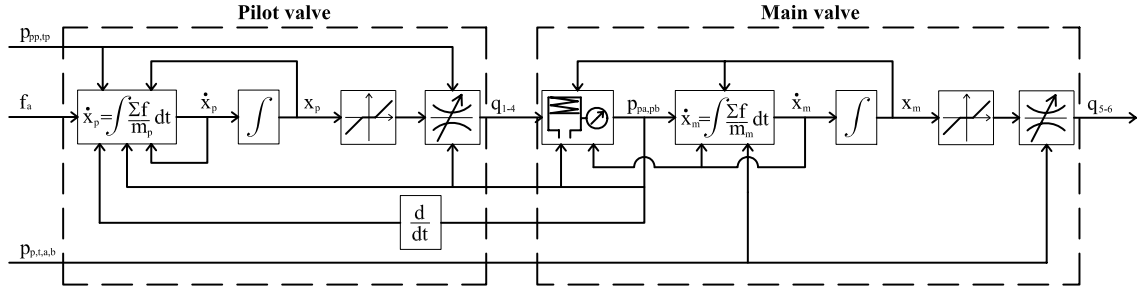 Pilot valve Main valve
p_pp,tp
f_a ẋ_p=∫ Σf/m_p dt ẋ_p ∫ x_p q_1-4 p_pa,pb ẋ_m=∫ Σf/m_m dt ẋ_m ∫ x_m q_5-6
d/dt
p_p,t,a,b